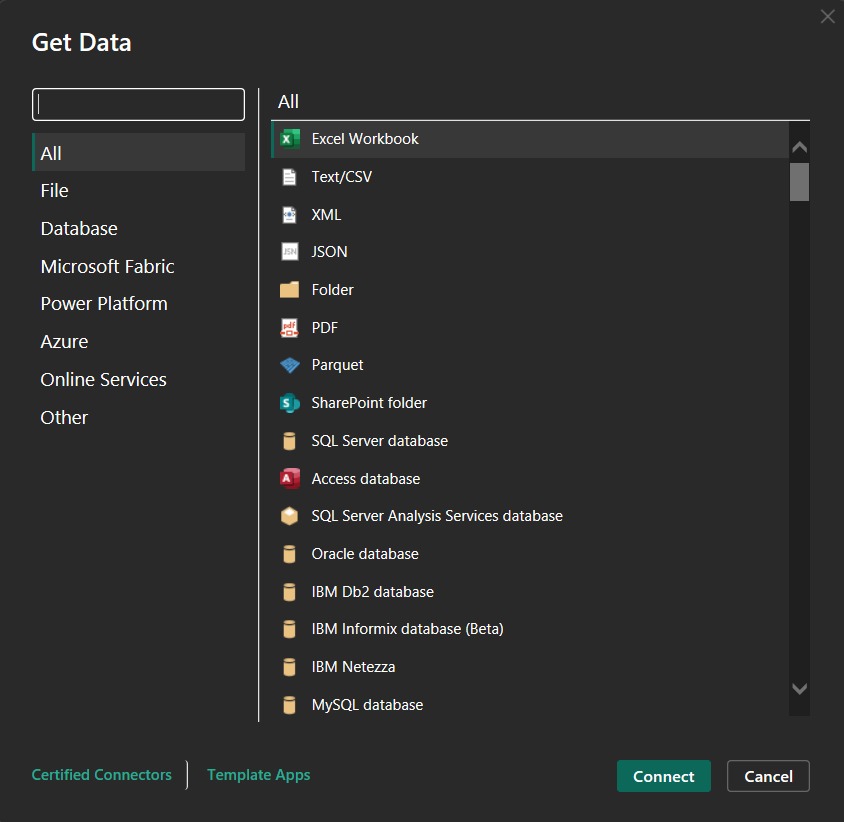 Get Data
All
File
Database
Microsoft Fabric
Power Platform
Azure
Online Services
Other
All
Excel Workbook
Text/CSV
XML
JSON
Folder
PDF
Parquet
SharePoint folder
SQL Server database
Access database
SQL Server Analysis Services database
Oracle database
IBM Db2 database
IBM Informix database (Beta)
IBM Netezza
MySQL database
Certified Connectors
Template Apps
Connect
Cancel